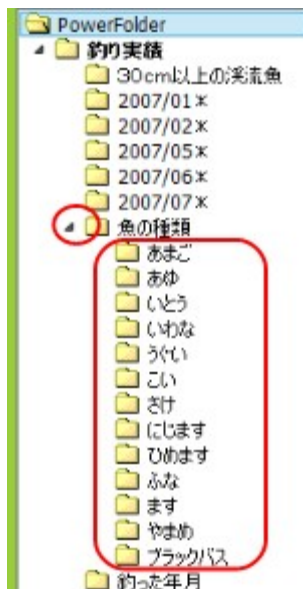 PowerFolder
釣り実績
30cm以上の渓流魚
2007/01*
2007/02*
2007/05*
2007/06*
2007/07*
魚の種類
あまご
あゆ
いとう
いわな
うぐい
こい
さけ
にじます
ひめます
ふな
ます
やまめ
ブラックバス
釣った年月